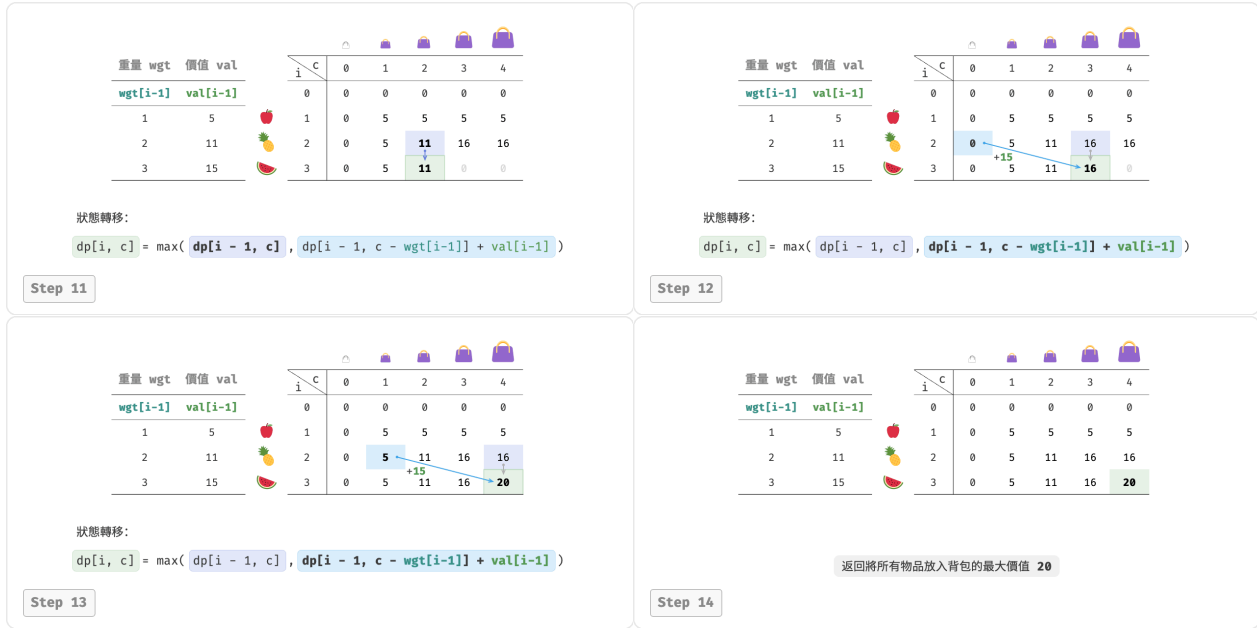 重量 wgt 價值 val
i c 0 1 2 3 4
wgt[i-1] val[i-1] 0 0 0 0 0 0
1 5 1 0 5 5 5 5
2 11 2 0 5 11 16 16
3 15 3 0 5 11 0 0
狀態轉移:
dp[i, c] = max( dp[i - 1, c] , dp[i - 1, c - wgt[i-1]] + val[i-1] )
Step 11
重量 wgt 價值 val
i c 0 1 2 3 4
wgt[i-1] val[i-1] 0 0 0 0 0 0
1 5 1 0 5 5 5 5
2 11 2 0 5 11 16 16
+15
3 15 3 0 5 11 16 0
狀態轉移:
dp[i, c] = max( dp[i - 1, c] , dp[i - 1, c - wgt[i-1]] + val[i-1] )
Step 12
重量 wgt 價值 val
i c 0 1 2 3 4
wgt[i-1] val[i-1] 0 0 0 0 0 0
1 5 1 0 5 5 5 5
2 11 2 0 5 11 16 16
+15
3 15 3 0 5 11 16 20
狀態轉移:
dp[i, c] = max( dp[i - 1, c] , dp[i - 1, c - wgt[i-1]] + val[i-1] )
Step 13
重量 wgt 價值 val
i c 0 1 2 3 4
wgt[i-1] val[i-1] 0 0 0 0 0 0
1 5 1 0 5 5 5 5
2 11 2 0 5 11 16 16
3 15 3 0 5 11 16 20
返回將所有物品放入背包的最大價值 20
Step 14